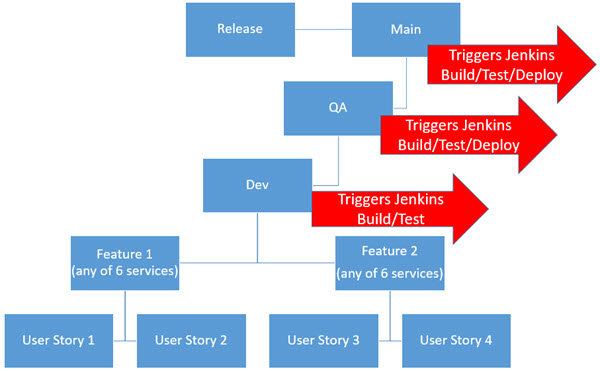 Release
Main
Triggers Jenkins
Build/Test/Deploy
QA
Triggers Jenkins
Build/Test/Deploy
Dev
Triggers Jenkins
Build/Test
Feature 1
(any of 6 services)
Feature 2
(any of 6 services)
User Story 1
User Story 2
User Story 3
User Story 4